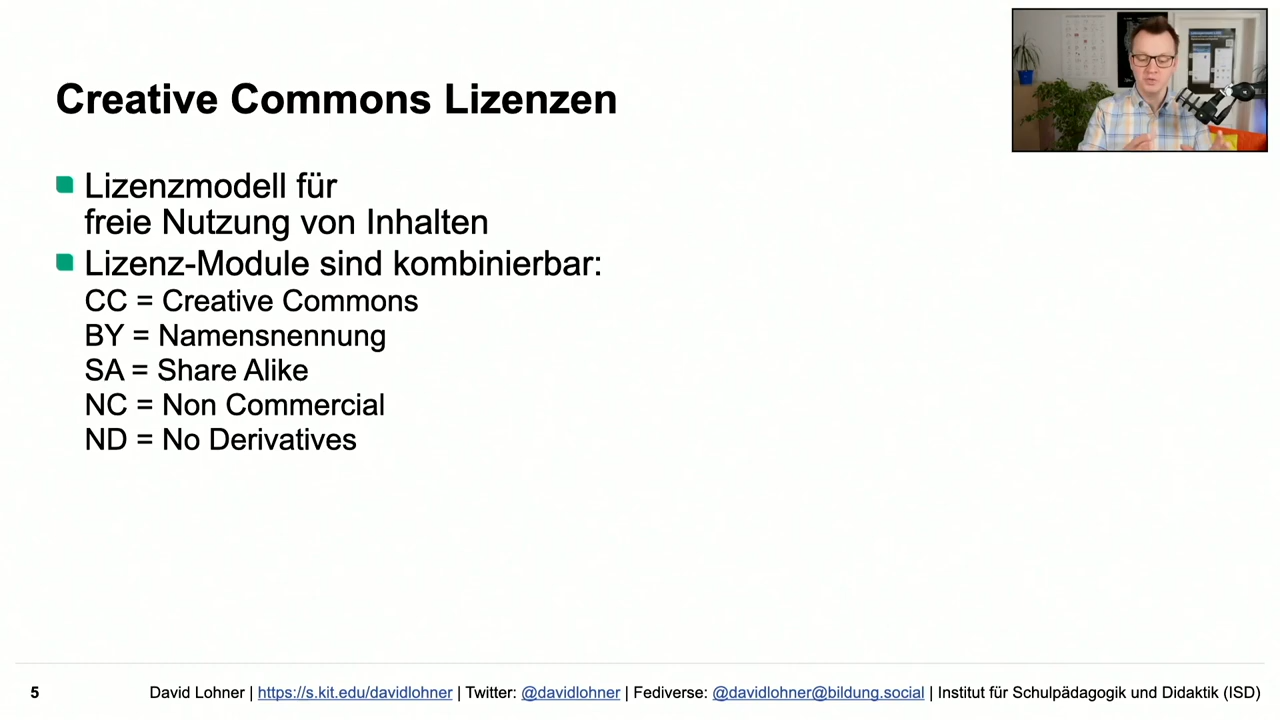 Creative Commons Lizenzen
Lizenzmodell für
freie Nutzung von Inhalten
Lizenz-Module sind kombinierbar:
CC = Creative Commons
BY = Namensnennung
SA = Share Alike
NC = Non Commercial
ND = No Derivatives
5
David Lohner | https://s.kit.edu/davidlohner | Twitter: @davidlohner | Fediverse: @davidlohner@bildung.social | Institut für Schulpädagogik und Didaktik (ISD)